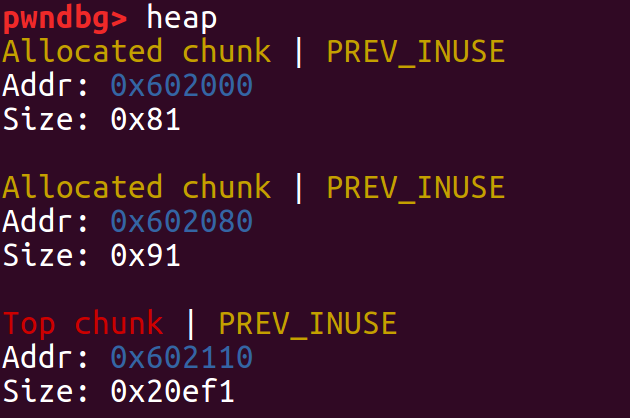 pwndbg> heap
Allocated chunk | PREV_INUSE
Addr: 0x602000
Size: 0x81
Allocated chunk | PREV_INUSE
Addr: 0x602080
Size: 0x91
Top chunk | PREV_INUSE
Addr: 0x602110
Size: 0x20ef1